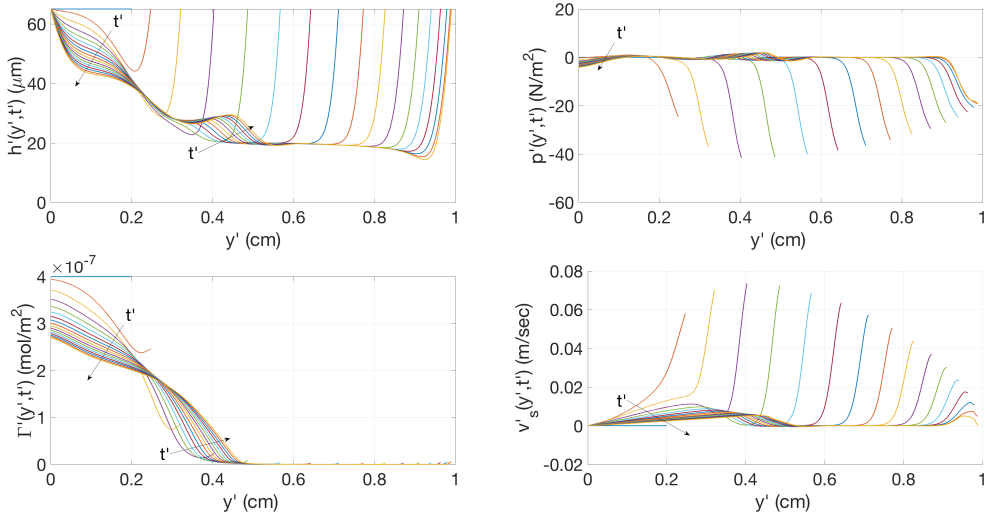 60
40
20
0
h'(y',t') (μm)
t'
t'
0 0.2 0.4 0.6 0.8 1
y' (cm)
20
0
-20
-40
-60
p'(y',t') (N/m²)
t'
0 0.2 0.4 0.6 0.8 1
y' (cm)
×10⁻⁷
4
3
2
1
0
Γ'(y',t') (mol/m²)
t'
t'
0 0.2 0.4 0.6 0.8 1
y' (cm)
0.08
0.06
0.04
0.02
0
-0.02
v'ₛ(y',t') (m/sec)
t'
0 0.2 0.4 0.6 0.8 1
y' (cm)